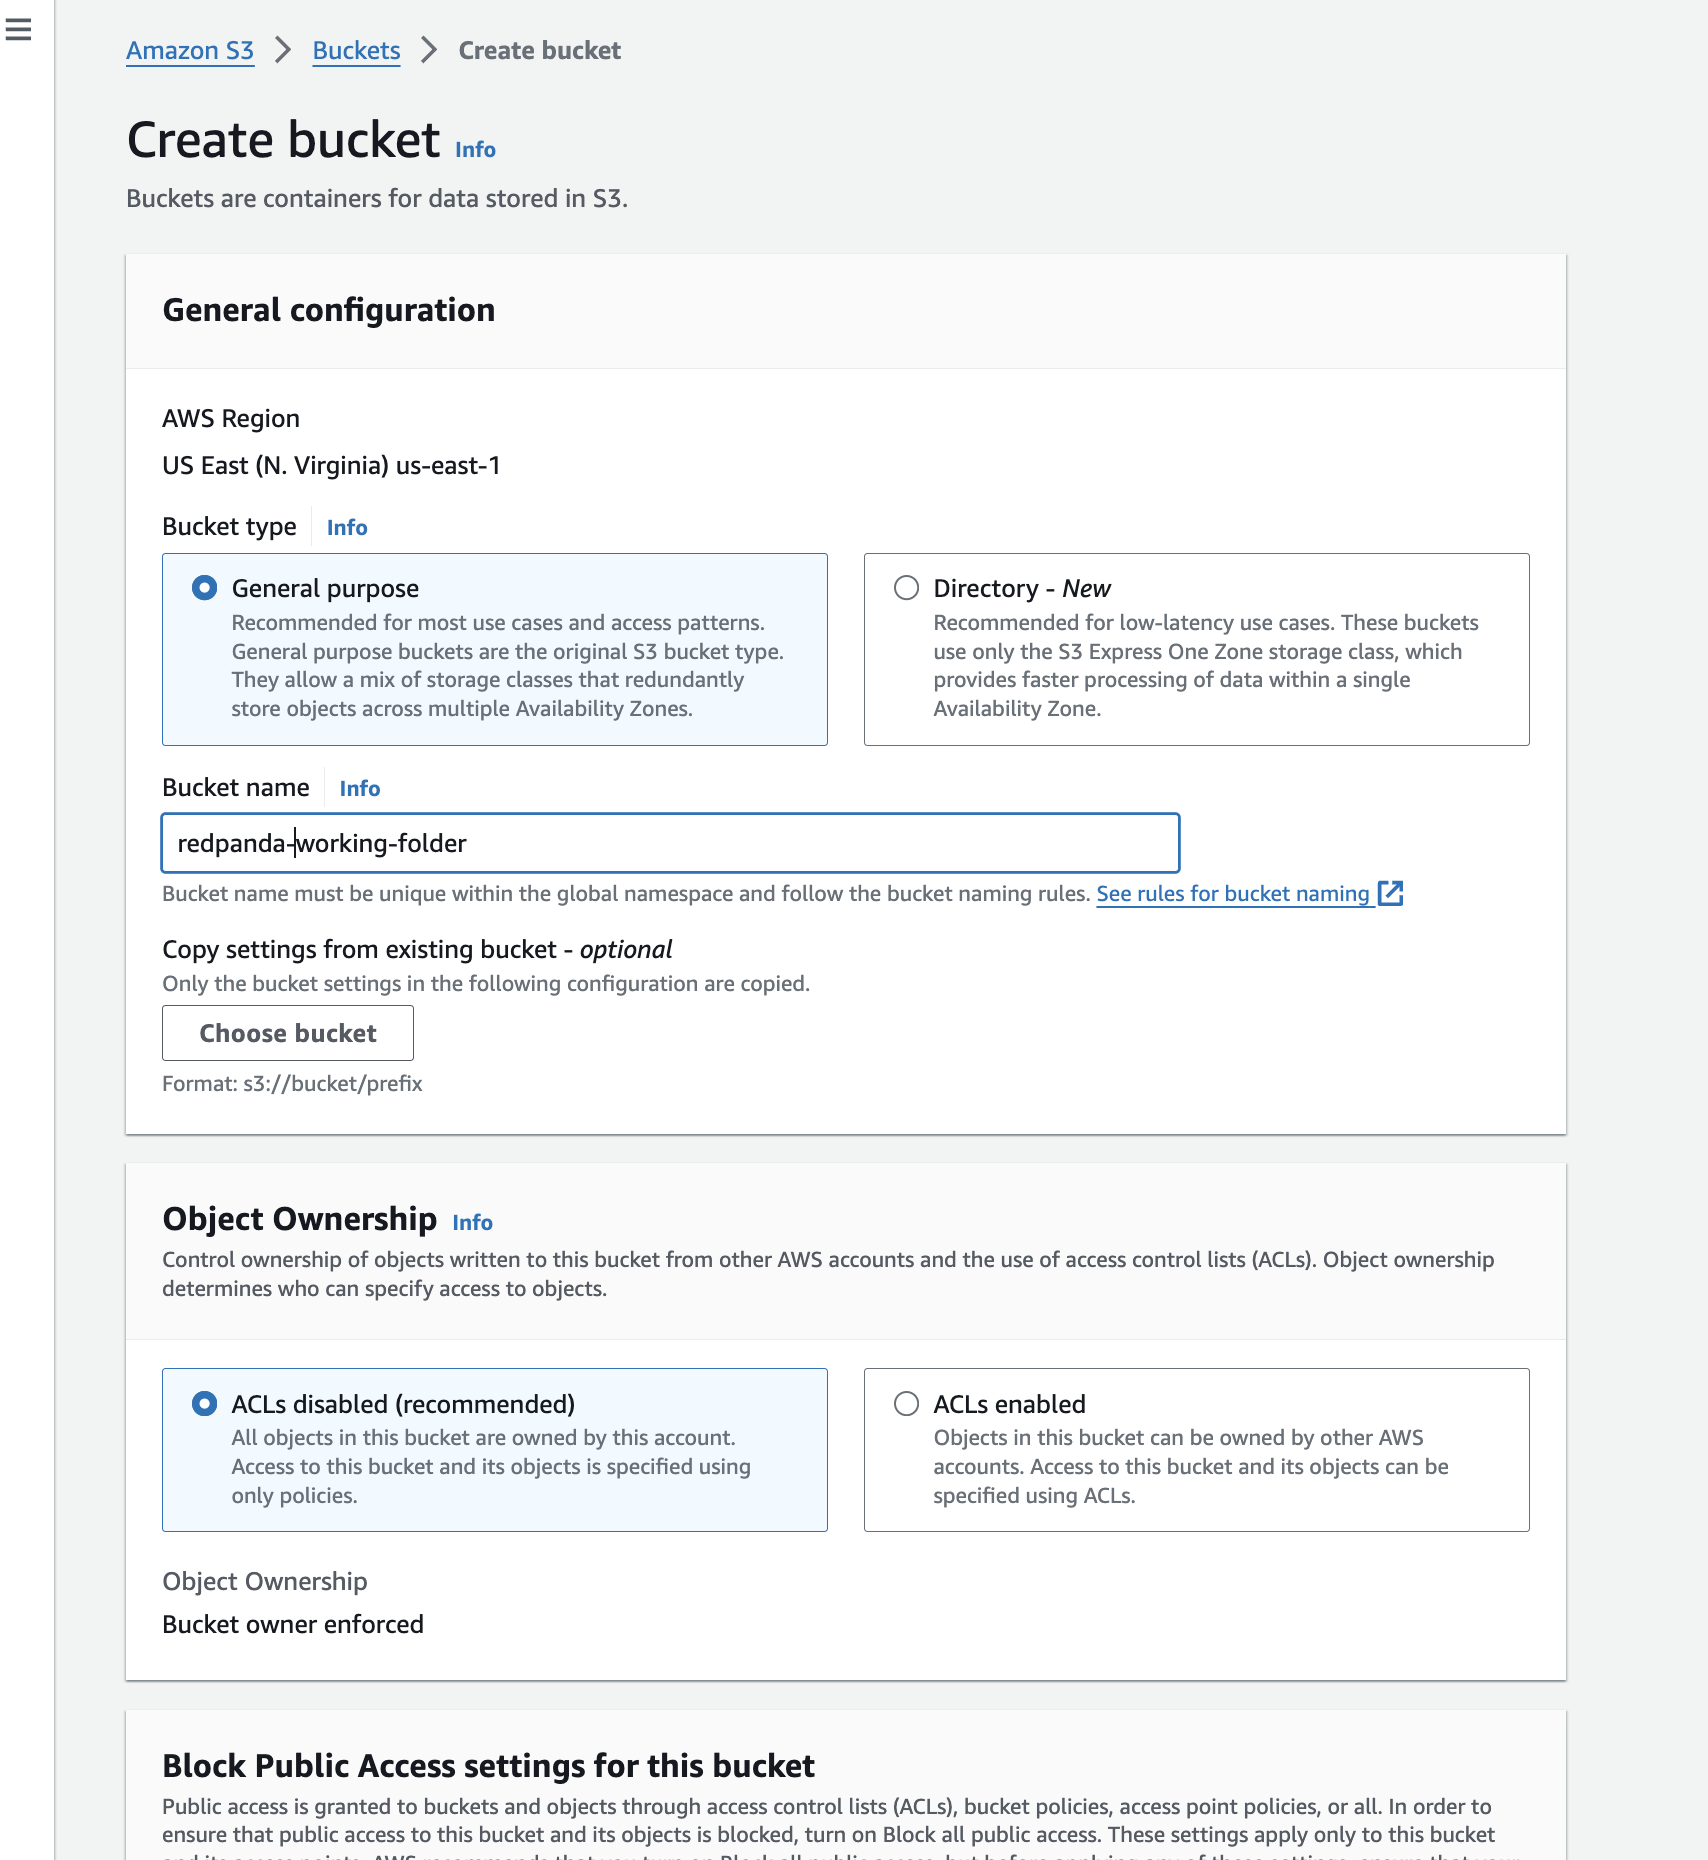 Amazon S3 > Buckets > Create bucket
Create bucket Info
Buckets are containers for data stored in S3.
General configuration
AWS Region
US East (N. Virginia) us-east-1
Bucket type Info
General purpose
Recommended for most use cases and access patterns.
General purpose buckets are the original S3 bucket type.
They allow a mix of storage classes that redundantly
store objects across multiple Availability Zones.
Directory - New
Recommended for low-latency use cases. These buckets
use only the S3 Express One Zone storage class, which
provides faster processing of data within a single
Availability Zone.
Bucket name Info
redpanda-working-folder
Bucket name must be unique within the global namespace and follow the bucket naming rules. See rules for bucket naming
Copy settings from existing bucket - optional
Only the bucket settings in the following configuration are copied.
Choose bucket
Format: s3://bucket/prefix
Object Ownership Info
Control ownership of objects written to this bucket from other AWS accounts and the use of access control lists (ACLs). Object ownership
determines who can specify access to objects.
ACLs disabled (recommended)
All objects in this bucket are owned by this account.
Access to this bucket and its objects is specified using
only policies.
ACLs enabled
Objects in this bucket can be owned by other AWS
accounts. Access to this bucket and its objects can be
specified using ACLs.
Object Ownership
Bucket owner enforced
Block Public Access settings for this bucket
Public access is granted to buckets and objects through access control lists (ACLs), bucket policies, access point policies, or all. In order to
ensure that public access to this bucket and its objects is blocked, turn on Block all public access. These settings apply only to this bucket